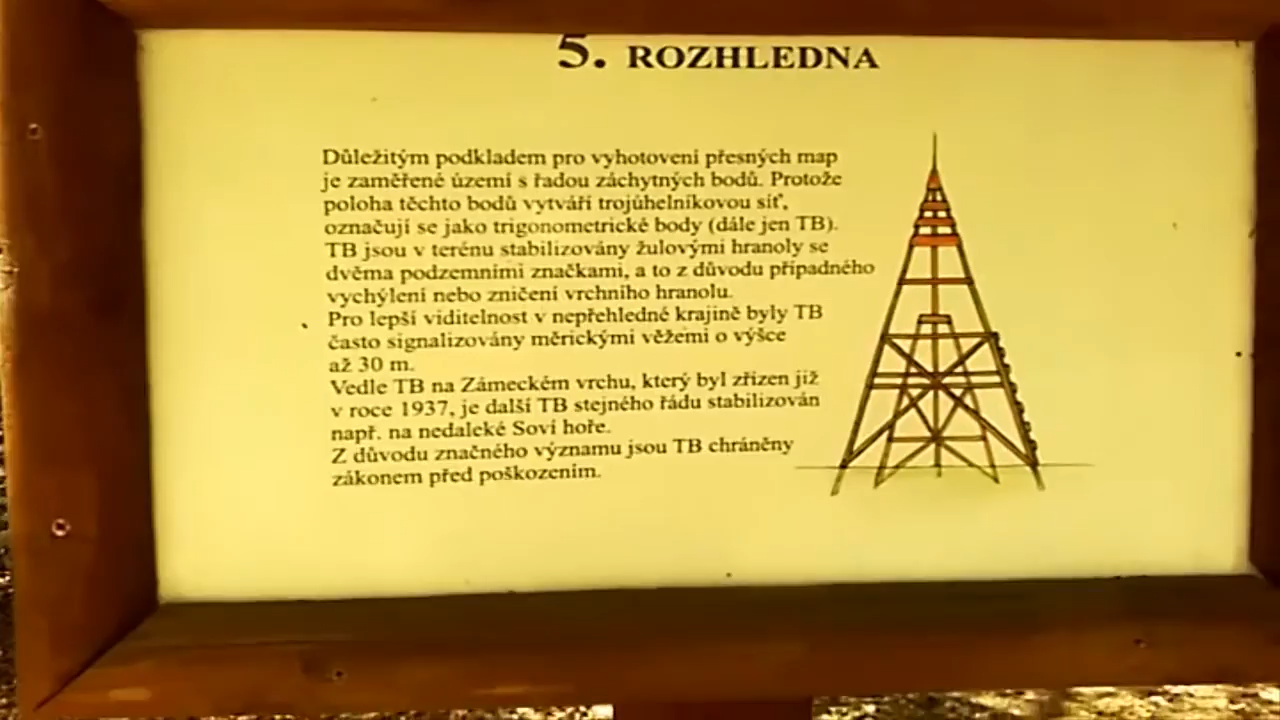 5. ROZHLEDNA
Důležitým podkladem pro vyhotovení přesných map
je zaměřené území s řadou záchytných bodů. Protože
poloha těchto bodů vytváří trojúhelníkovou síť,
označují se jako trigonometrické body (dále jen TB).
TB jsou v terénu stabilizovány žulovými hranoly se
dvěma podzemními značkami, a to z důvodu případného
vychýlení nebo zničení vrchního hranolu.
Pro lepší viditelnost v nepřehledné krajině byly TB
často signalizovány měrickými věžemi o výšce
až 30 m.
Vedle TB na Zámeckém vrchu, který byl zřízen již
v roce 1937, je další TB stejného řádu stabilizován
např. na nedaleké Soví hoře.
Z důvodu značného významu jsou TB chráněny
zákonem před poškozením.